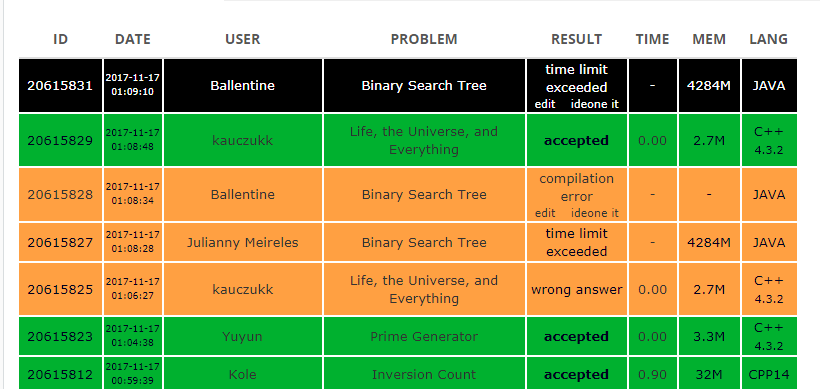 ID DATE USER PROBLEM RESULT TIME MEM LANG
20615831 2017-11-17 01:09:10 Ballentine Binary Search Tree time limit exceeded edit ideone it - 4284M JAVA
20615829 2017-11-17 01:08:48 kauczukk Life, the Universe, and Everything accepted 0.00 2.7M C++ 4.3.2
20615828 2017-11-17 01:08:34 Ballentine Binary Search Tree compilation error edit ideone it - - JAVA
20615827 2017-11-17 01:08:28 Julianny Meireles Binary Search Tree time limit exceeded - 4284M JAVA
20615825 2017-11-17 01:06:27 kauczukk Life, the Universe, and Everything wrong answer 0.00 2.7M C++ 4.3.2
20615823 2017-11-17 01:04:38 Yuyun Prime Generator accepted 0.00 3.3M C++ 4.3.2
20615812 2017-11-17 00:59:39 Kole Inversion Count accepted 0.90 32M CPP14